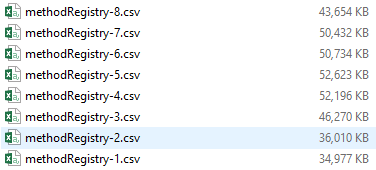 methodRegistry-8.csv 43,654 KB
methodRegistry-7.csv 50,432 KB
methodRegistry-6.csv 50,734 KB
methodRegistry-5.csv 52,623 KB
methodRegistry-4.csv 52,196 KB
methodRegistry-3.csv 46,270 KB
methodRegistry-2.csv 36,010 KB
methodRegistry-1.csv 34,977 KB